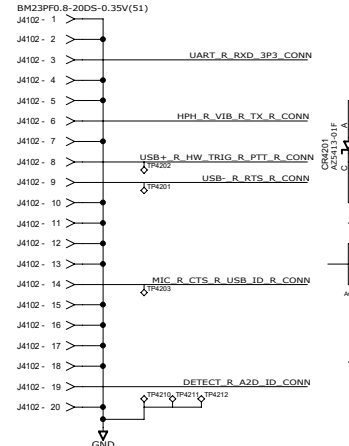 BM23PF0.8-20DS-0.35V(51)
J4102 - 1
J4102 - 2
J4102 - 3 UART_R_RXD_3P3_CONN
J4102 - 4
J4102 - 5
J4102 - 6 HPH_R_VIB_R_TX_R_CONN
J4102 - 7
J4102 - 8 USB+_R_HW_TRIG_R_PTT_R_CONN
TP4202
J4102 - 9 USB-_R_RTS_R_CONN
TP4201
J4102 - 10
J4102 - 11
J4102 - 12
J4102 - 13
J4102 - 14 MIC_R_CTS_R_USB_ID_R_CONN
TP4203
J4102 - 15
J4102 - 16
J4102 - 17
J4102 - 18
J4102 - 19 DETECT_R_A2D_ID_CONN
TP4210 TP4211 TP4212
J4102 - 20
GND
CR4201
AZ5413-01F
A
C